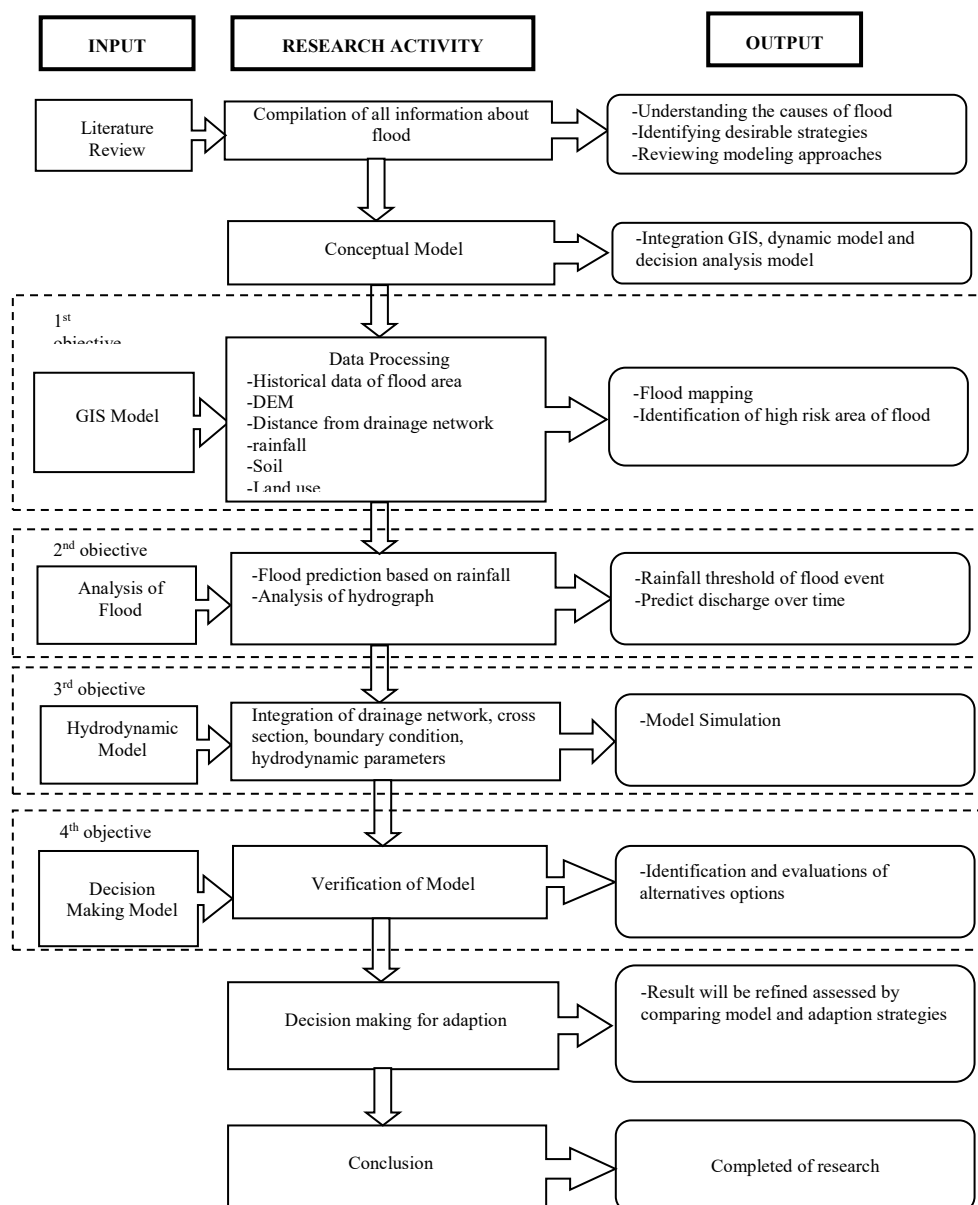 INPUT
RESEARCH ACTIVITY
OUTPUT
Literature
Review
Compilation of all information about
flood
-Understanding the causes of flood
-Identifying desirable strategies
-Reviewing modeling approaches
Conceptual Model
-Integration GIS, dynamic model and
decision analysis model
1st
objective
GIS Model
Data Processing
-Historical data of flood area
-DEM
-Distance from drainage network
-rainfall
-Soil
-Land use
-Flood mapping
-Identification of high risk area of flood
2nd objective
Analysis of
Flood
-Flood prediction based on rainfall
-Analysis of hydrograph
-Rainfall threshold of flood event
-Predict discharge over time
3rd objective
Hydrodynamic
Model
Integration of drainage network, cross
section, boundary condition,
hydrodynamic parameters
-Model Simulation
4th objective
Decision
Making Model
Verification of Model
-Identification and evaluations of
alternatives options
Decision making for adaption
-Result will be refined assessed by
comparing model and adaption strategies
Conclusion
Completed of research